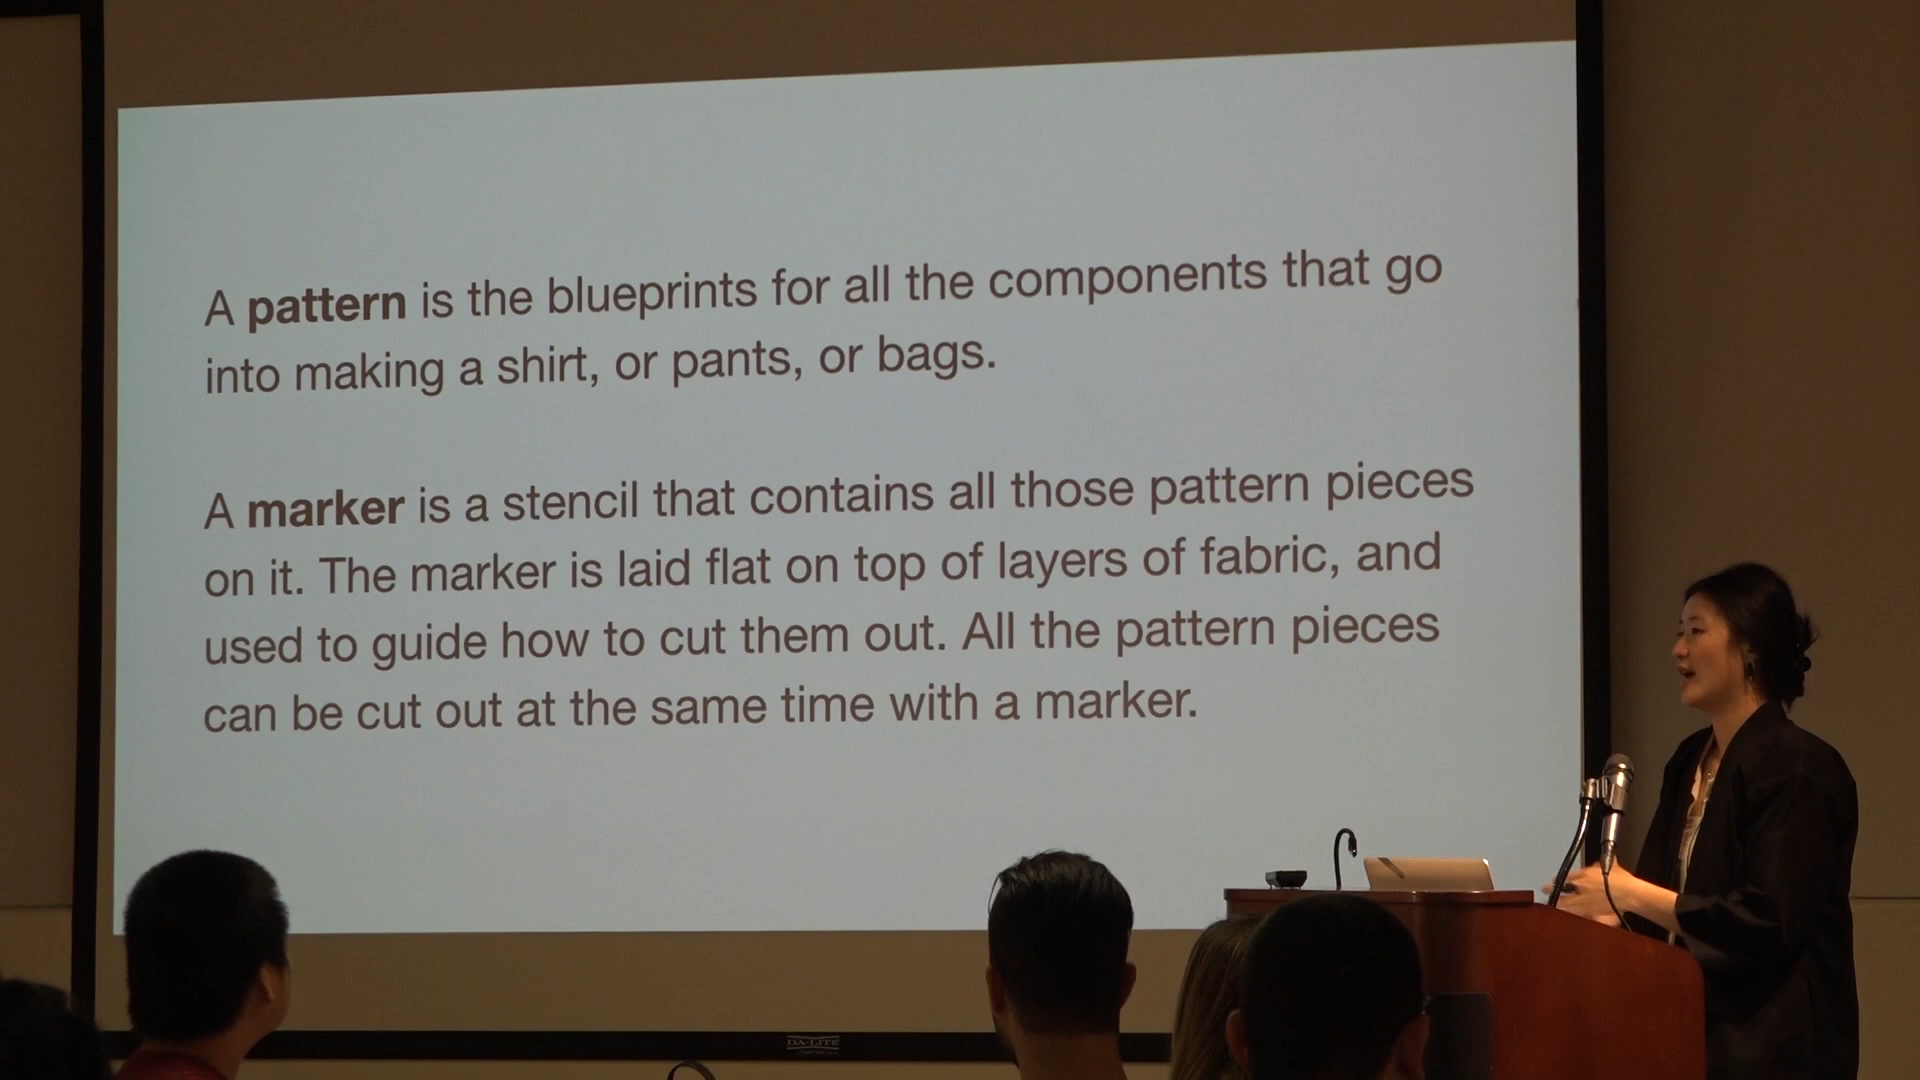 A pattern is the blueprints for all the components that go
into making a shirt, or pants, or bags.
A marker is a stencil that contains all those pattern pieces
on it. The marker is laid flat on top of layers of fabric, and
used to guide how to cut them out. All the pattern pieces
can be cut out at the same time with a marker.
DA-LITE